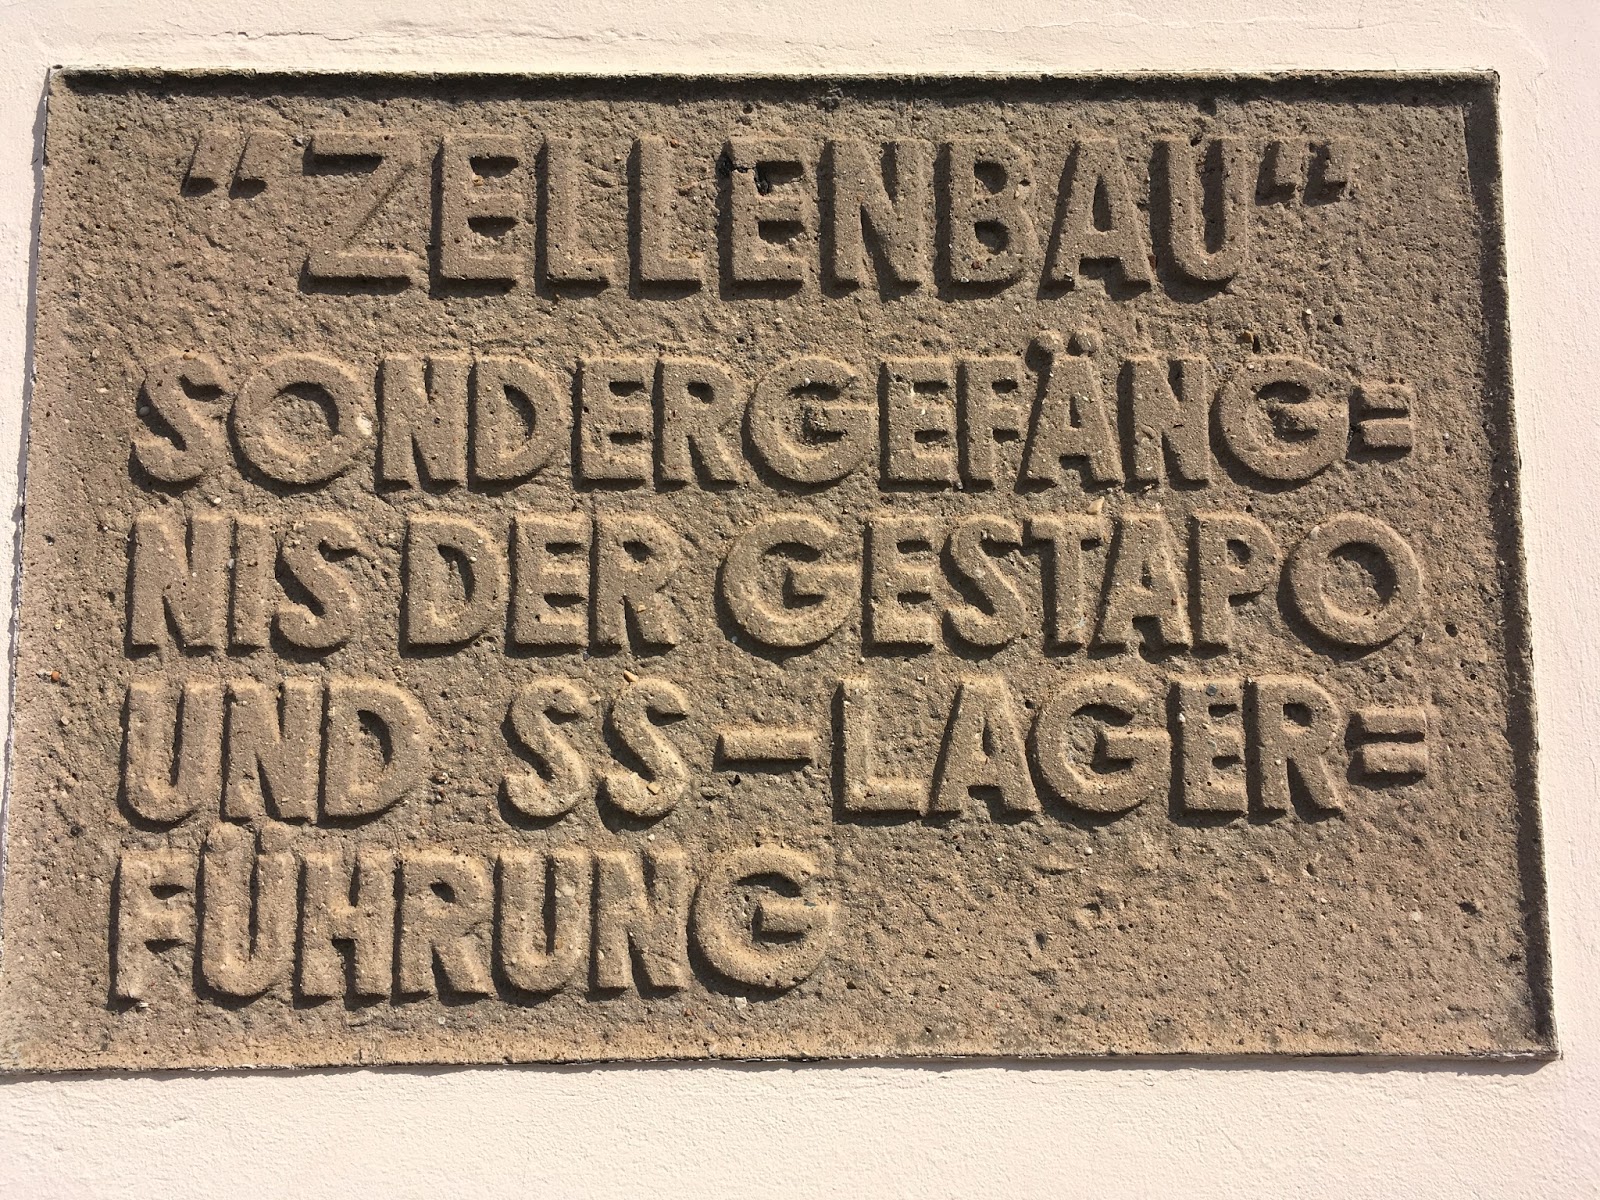 "ZELLENBAU"
SONDERGEFÄNG=
NIS DER GESTAPO
UND SS-LAGER=
FÜHRUNG